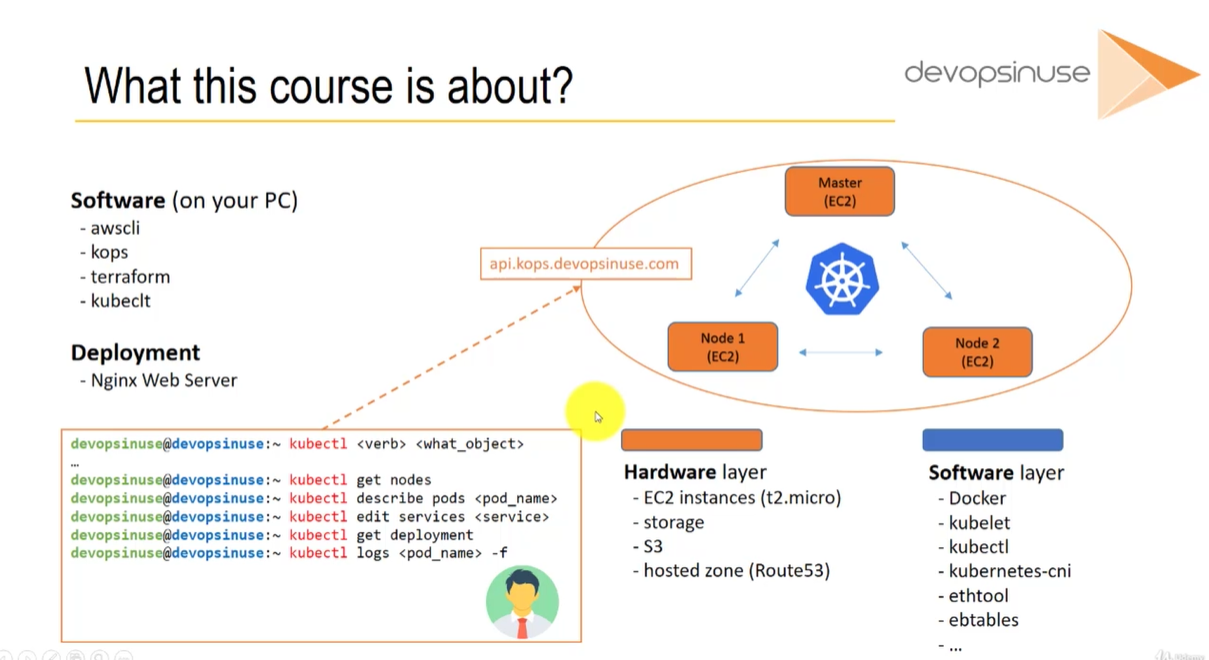 What this course is about?
devopsinuse
Software (on your PC)
- awscli
- kops
- terraform
- kubeclt
Deployment
- Nginx Web Server
api.kops.devopsinuse.com
Master
(EC2)
Node 1
(EC2)
Node 2
(EC2)
devopsinuse@devopsinuse:~ kubectl <verb> <what_object>
…
devopsinuse@devopsinuse:~ kubectl get nodes
devopsinuse@devopsinuse:~ kubectl describe pods <pod_name>
devopsinuse@devopsinuse:~ kubectl edit services <service>
devopsinuse@devopsinuse:~ kubectl get deployment
devopsinuse@devopsinuse:~ kubectl logs <pod_name> -f
Hardware layer
- EC2 instances (t2.micro)
- storage
- S3
- hosted zone (Route53)
Software layer
- Docker
- kubelet
- kubectl
- kubernetes-cni
- ethtool
- ebtables
- …